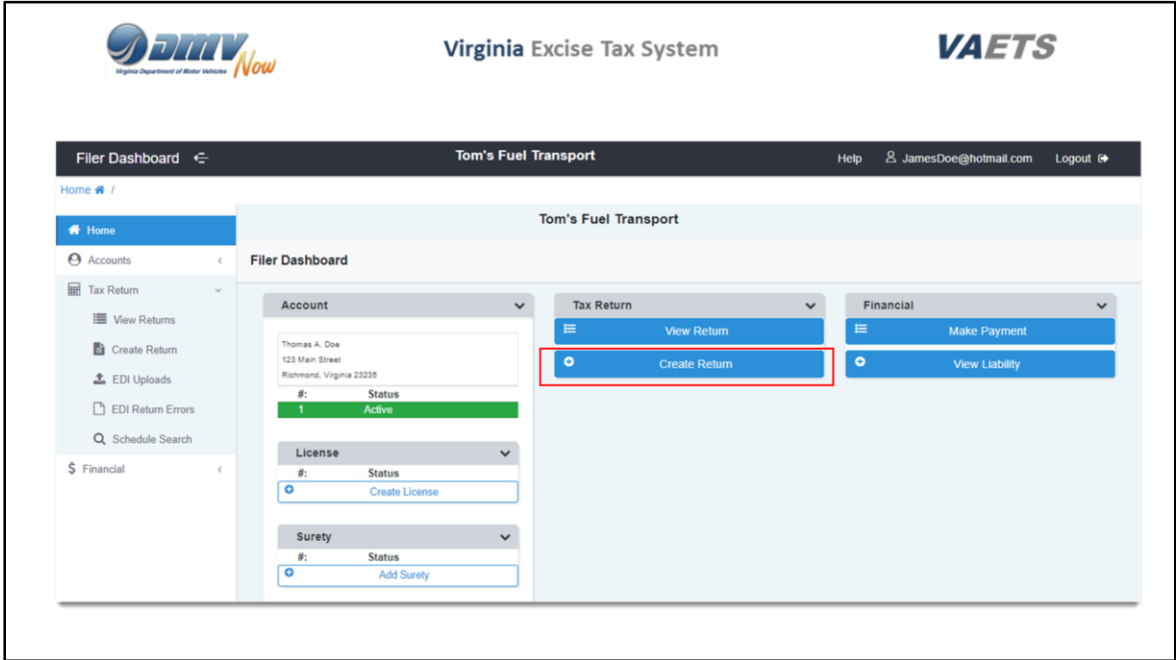 DMV Now
Virginia Department of Motor Vehicles
Virginia Excise Tax System
VAETS
Filer Dashboard
Tom's Fuel Transport
Help
JamesDoe@hotmail.com
Logout
Home /
Tom's Fuel Transport
Home
Accounts
Tax Return
View Returns
Create Return
EDI Uploads
EDI Return Errors
Schedule Search
$ Financial
Filer Dashboard
Account
Thomas A. Doe
123 Main Street
Richmond, Virginia 23235
#: Status
1 Active
License
#: Status
Create License
Surety
#: Status
Add Surety
Tax Return
View Return
Create Return
Financial
Make Payment
View Liability